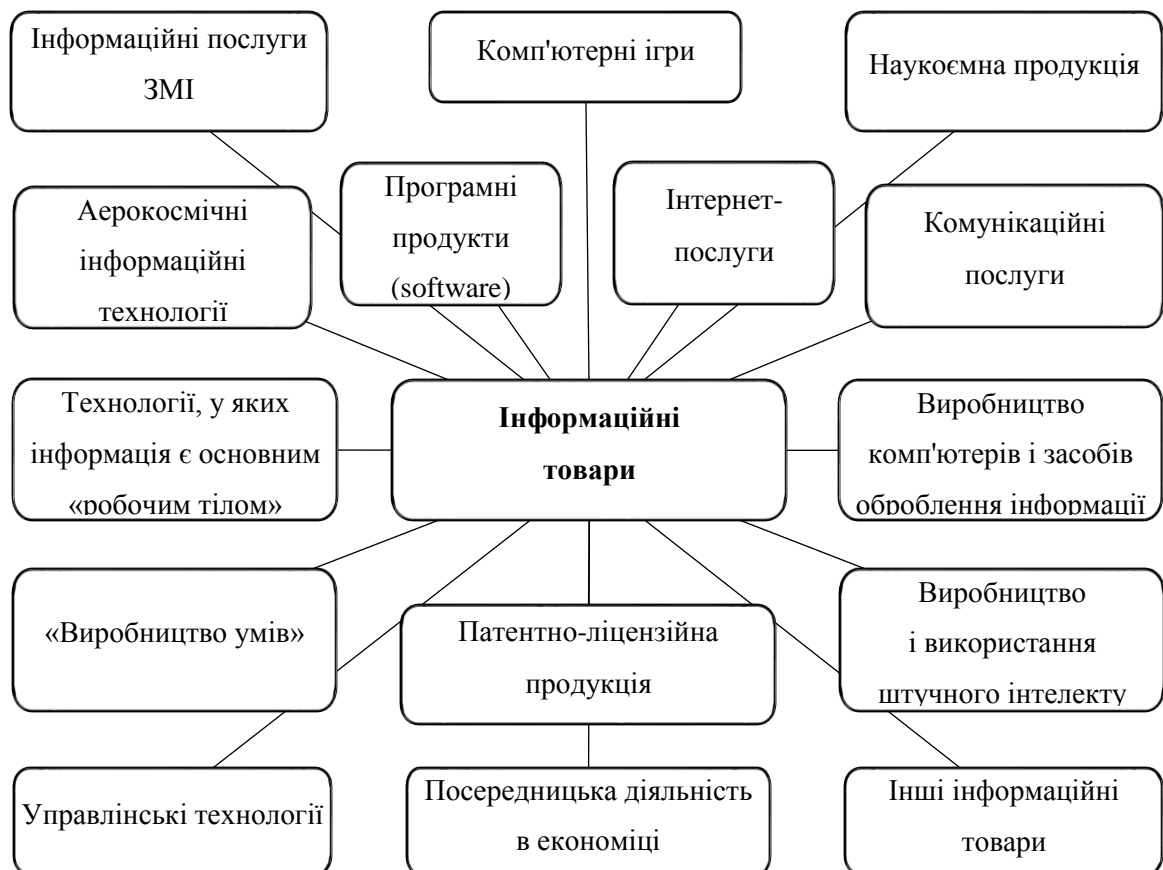 Інформаційні послуги
ЗМІ
Комп'ютерні ігри
Наукоємна продукція
Аерокосмічні
інформаційні
технології
Програмні
продукти
(software)
Інтернет-
послуги
Комунікаційні
послуги
Технології, у яких
інформація є основним
«робочим тілом»
Інформаційні
товари
Виробництво
комп'ютерів і засобів
оброблення інформації
«Виробництво умів»
Патентно-ліцензійна
продукція
Виробництво
і використання
штучного інтелекту
Управлінські технології
Посередницька діяльність
в економіці
Інші інформаційні
товари